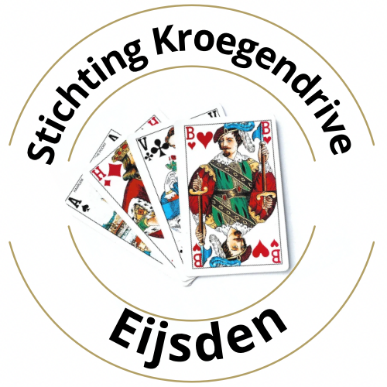 Stichting Kroegendrive
A
H
V
V
B
B
B
Eijsden